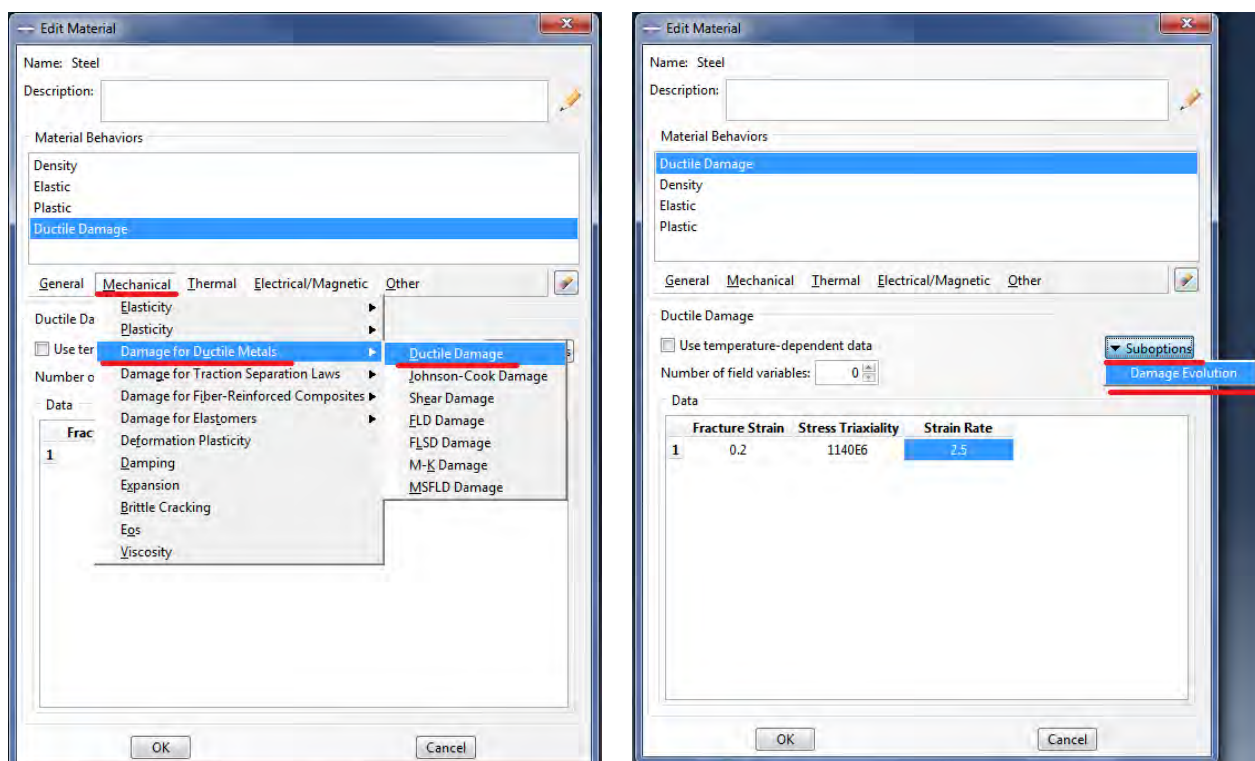 Edit Material
Name: Steel
Description:
Material Behaviors
Density
Elastic
Plastic
Ductile Damage
General Mechanical Thermal Electrical/Magnetic Other
Ductile Da
Use ter
Number o
Data
Frac
1
Elasticity
Plasticity
Damage for Ductile Metals
Damage for Traction Separation Laws
Damage for Fiber-Reinforced Composites
Damage for Elastomers
Deformation Plasticity
Damping
Expansion
Brittle Cracking
Eos
Viscosity
Ductile Damage
Johnson-Cook Damage
Shear Damage
FLD Damage
FLSD Damage
M-K Damage
MSFLD Damage
s
OK Cancel
Edit Material
Name: Steel
Description:
Material Behaviors
Ductile Damage
Density
Elastic
Plastic
General Mechanical Thermal Electrical/Magnetic Other
Ductile Damage
Use temperature-dependent data
Suboptions
Damage Evolution
Number of field variables: 0
Data
Fracture Strain Stress Triaxiality Strain Rate
1 0.2 1140E6 2.5
OK Cancel